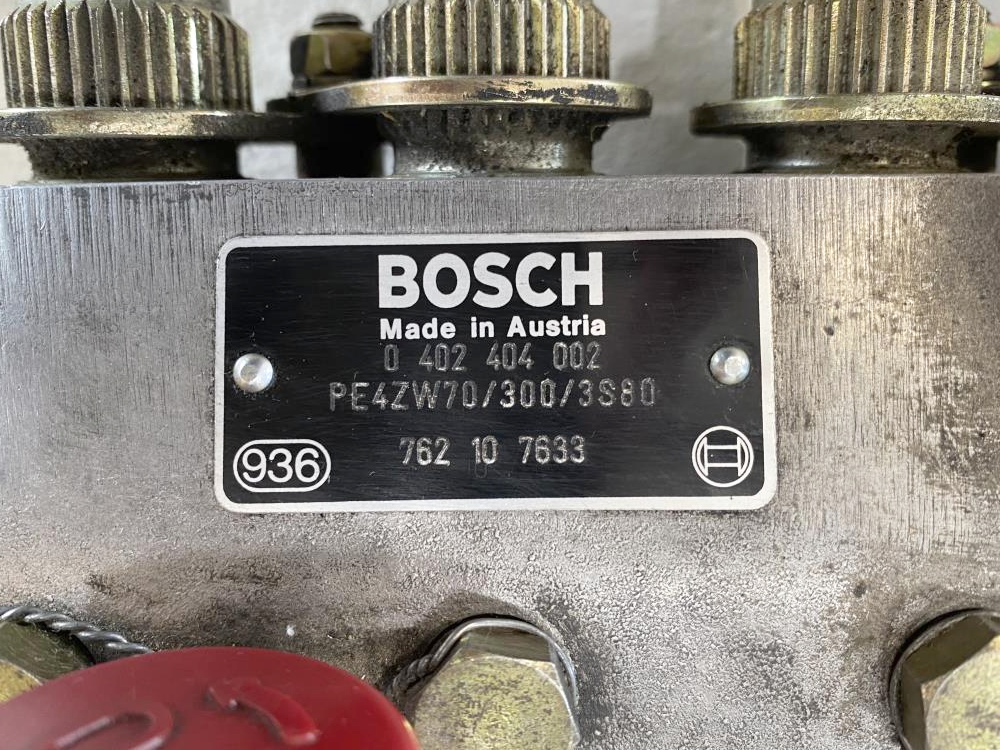 BOSCH
Made in Austria
0 402 404 002
PE4ZW70/300/3S80
762 10 7633
936